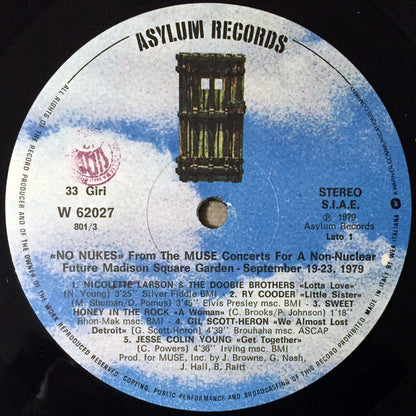 ASYLUM RECORDS
33 Giri
W 62027
801/3
STEREO
S.I.A.E.
℗ 1979
Asylum Records
Lato 1
«NO NUKES» From The MUSE Concerts For A Non-Nuclear
Future Madison Square Garden - September 19-23, 1979
1. NICOLETTE LARSON & THE DOOBIE BROTHERS «Lotta Love»
(N. Young) 3'25" Silver Fiddle BMI - 2. RY COODER «Little Sister»
(M. Shuman/D. Pomus) 3'45" Elvis Presley msc. BMI - 3. SWEET
HONEY IN THE ROCK «A Woman» (C. Brooks/P. Johnson) 1'18"
Bhon-Mak msc. BMI - 4. GIL SCOTT-HERON «We Almost Lost
Detroit» (G. Scott-Heron) 4'39" Brouhaha msc. ASCAP
5. JESSE COLIN YOUNG «Get Together»
(C. Powers) 4'36" Irving msc. BMI
Prod. for MUSE, Inc. by J. Browne, G. Nash,
J. Hall, B. Raitt
ALL RIGHTS OF THE RECORD PRODUCER AND OF THE OWNER OF THE WORK REPRODUCED RESERVED. COPYING, PUBLIC PERFORMANCE AND BROADCASTING OF THIS RECORD PROHIBITED